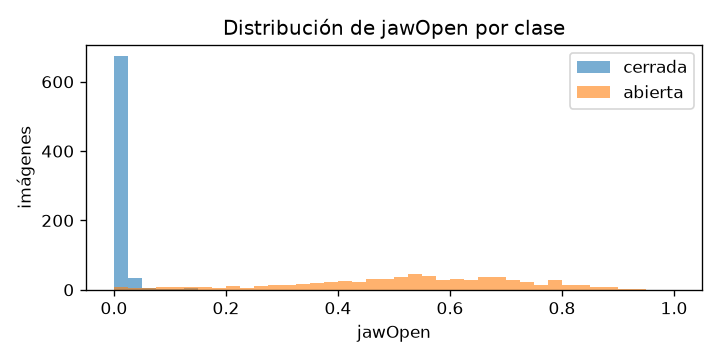 Distribución de jawOpen por clase
cerrada
abierta
imágenes
600
400
200
0
0.0 0.2 0.4 0.6 0.8 1.0
jawOpen